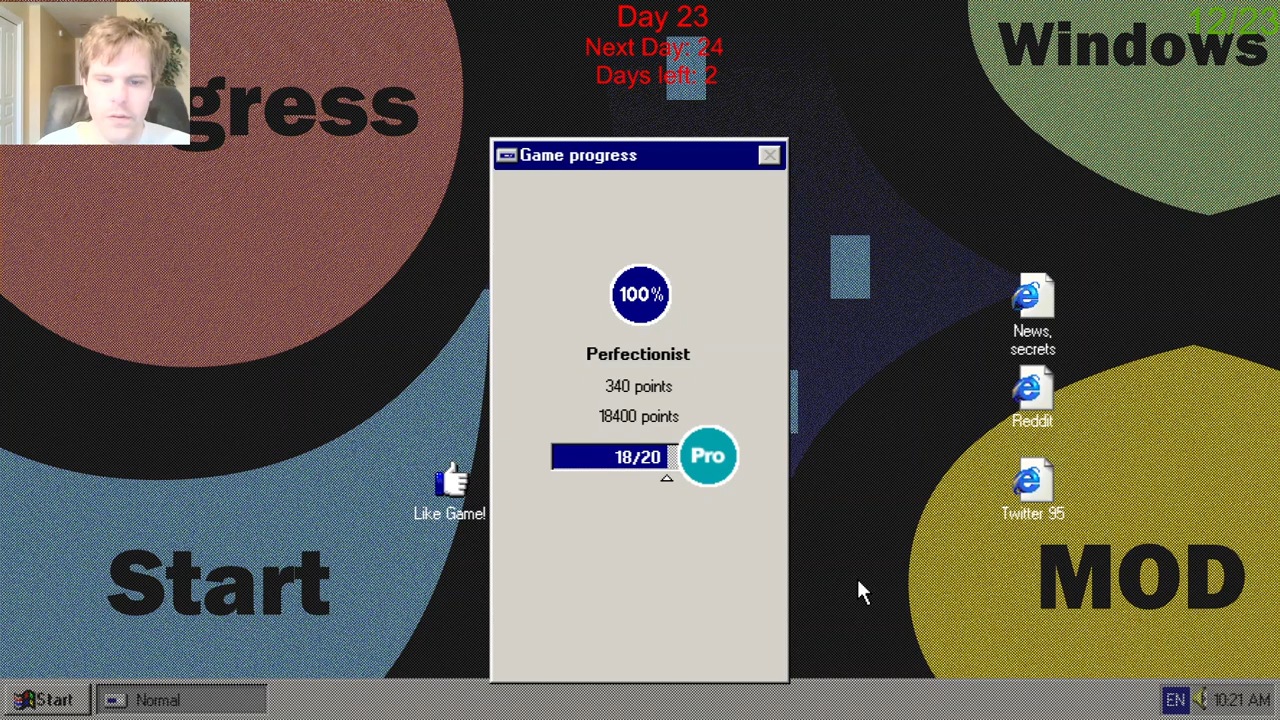 Day 23
Next Day: 24
Days left: 2
12/23
Windows
gress
Game progress
100%
Perfectionist
340 points
18400 points
18/20
Pro
News,
secrets
Reddit
Twitter 95
Like Game!
Start
MOD
Start
Normal
EN
10:21 AM